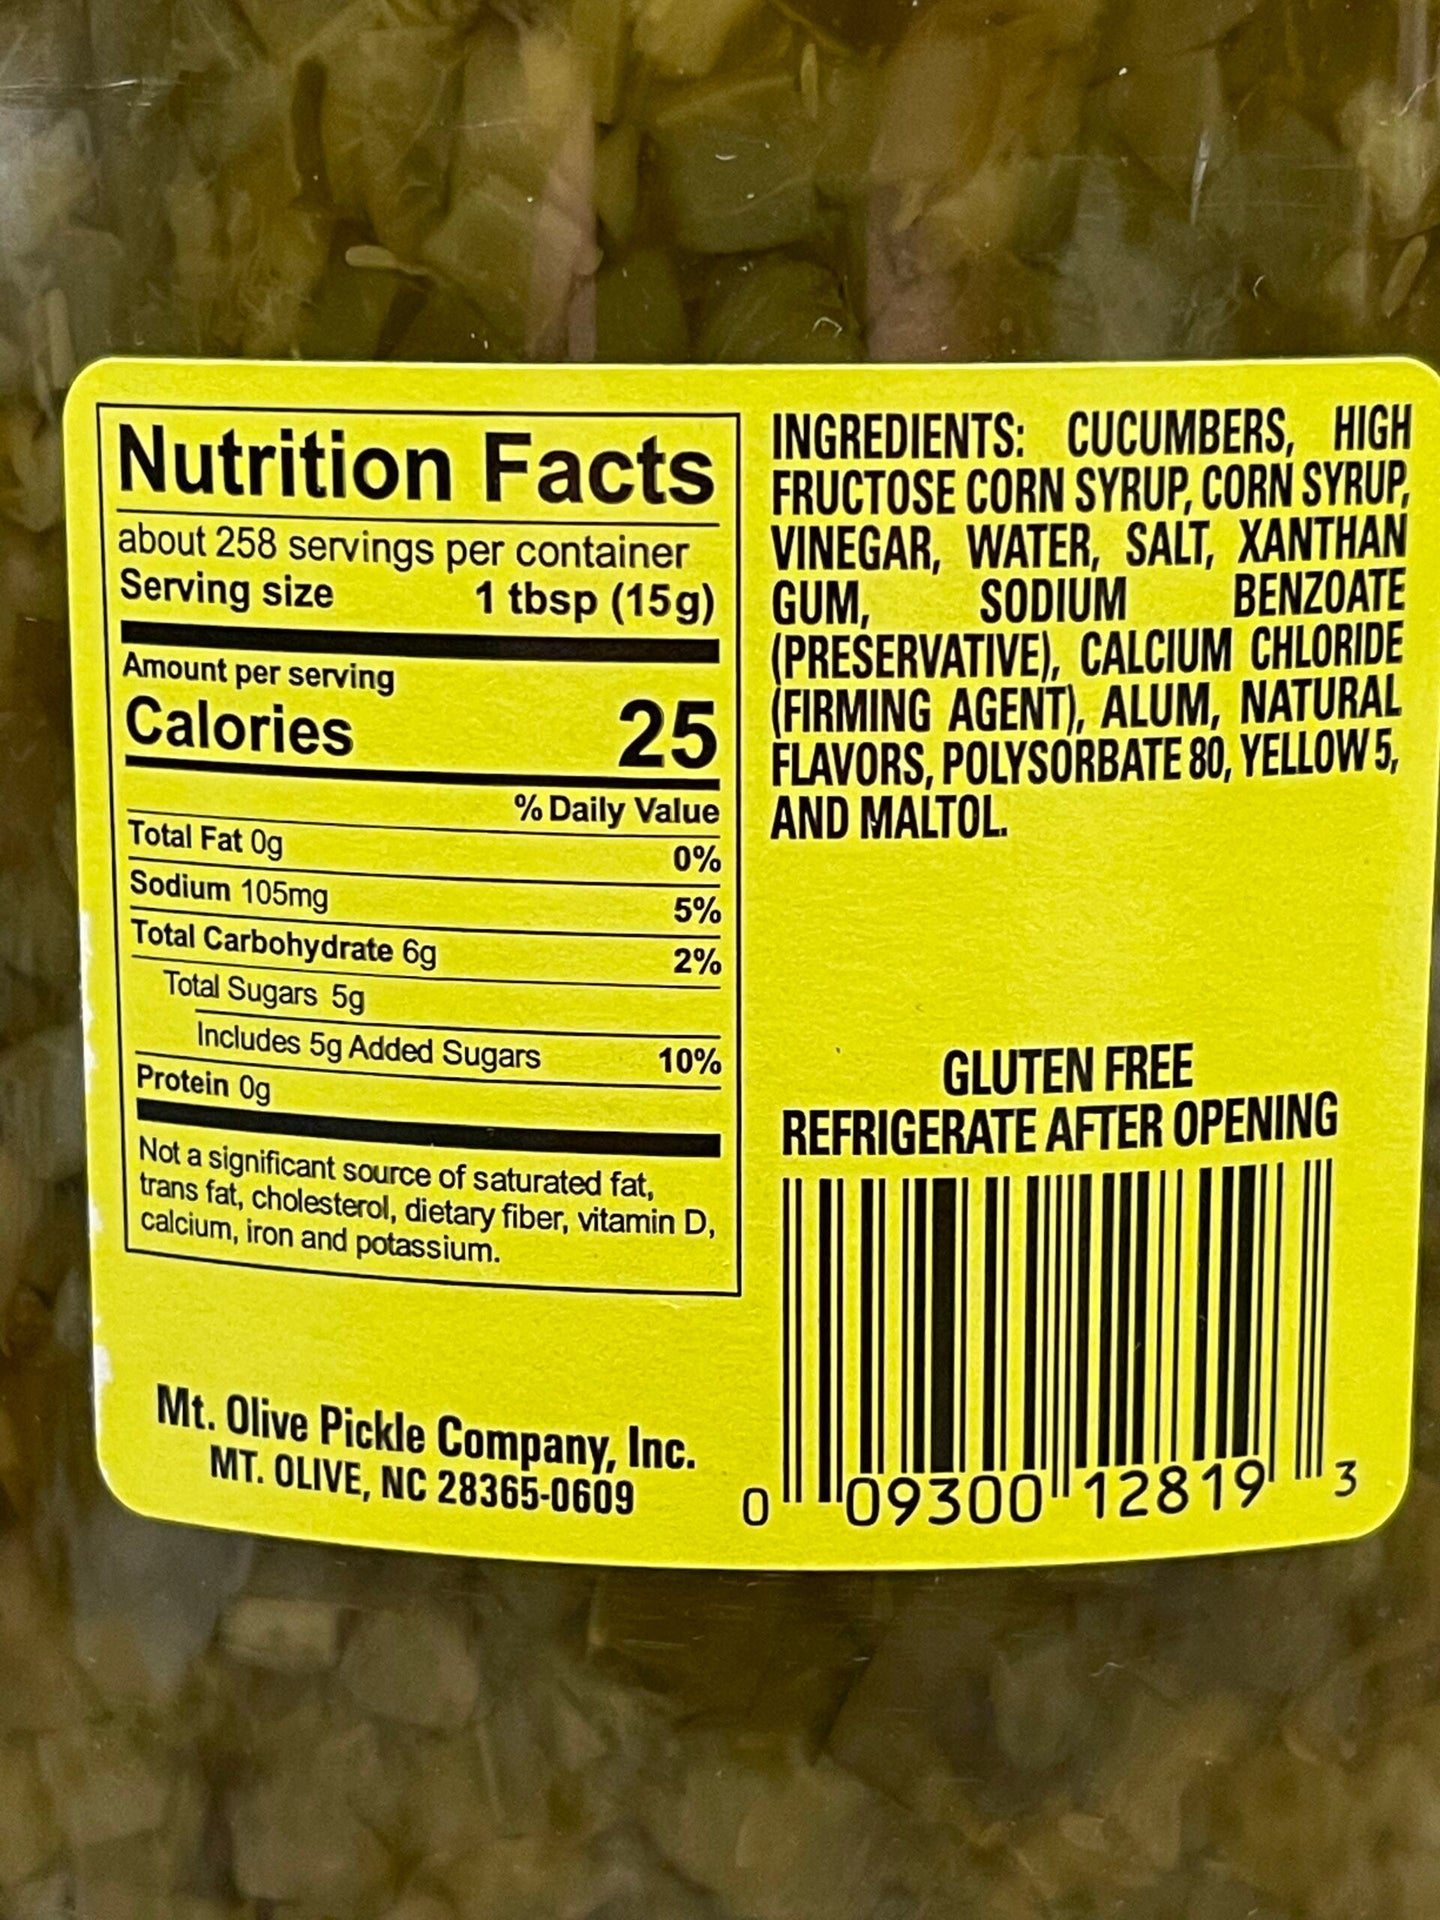 Nutrition Facts
about 258 servings per container
Serving size 1 tbsp (15g)
Amount per serving
Calories 25
% Daily Value
Total Fat 0g 0%
Sodium 105mg 5%
Total Carbohydrate 6g 2%
Total Sugars 5g
Includes 5g Added Sugars 10%
Protein 0g
Not a significant source of saturated fat,
trans fat, cholesterol, dietary fiber, vitamin D,
calcium, iron and potassium.
Mt. Olive Pickle Company, Inc.
MT. OLIVE, NC 28365-0609
INGREDIENTS: CUCUMBERS, HIGH
FRUCTOSE CORN SYRUP, CORN SYRUP,
VINEGAR, WATER, SALT, XANTHAN
GUM, SODIUM BENZOATE
(PRESERVATIVE), CALCIUM CHLORIDE
(FIRMING AGENT), ALUM, NATURAL
FLAVORS, POLYSORBATE 80, YELLOW 5,
AND MALTOL.
GLUTEN FREE
REFRIGERATE AFTER OPENING
0 09300 12819 3